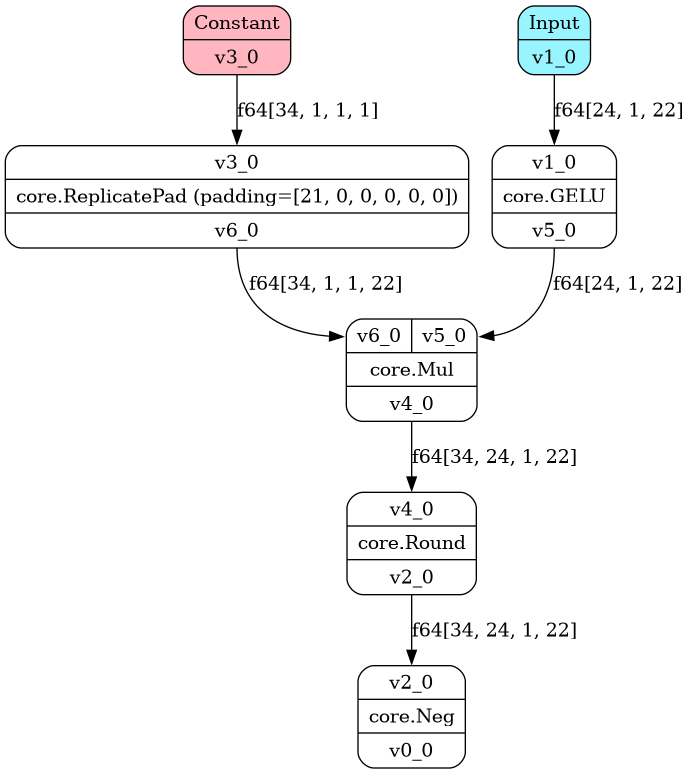 Constant
v3_0
Input
v1_0
f64[34, 1, 1, 1]
f64[24, 1, 22]
v3_0
core.ReplicatePad (padding=[21, 0, 0, 0, 0, 0])
v6_0
v1_0
core.GELU
v5_0
f64[34, 1, 1, 22]
f64[24, 1, 22]
v6_0 v5_0
core.Mul
v4_0
f64[34, 24, 1, 22]
v4_0
core.Round
v2_0
f64[34, 24, 1, 22]
v2_0
core.Neg
v0_0